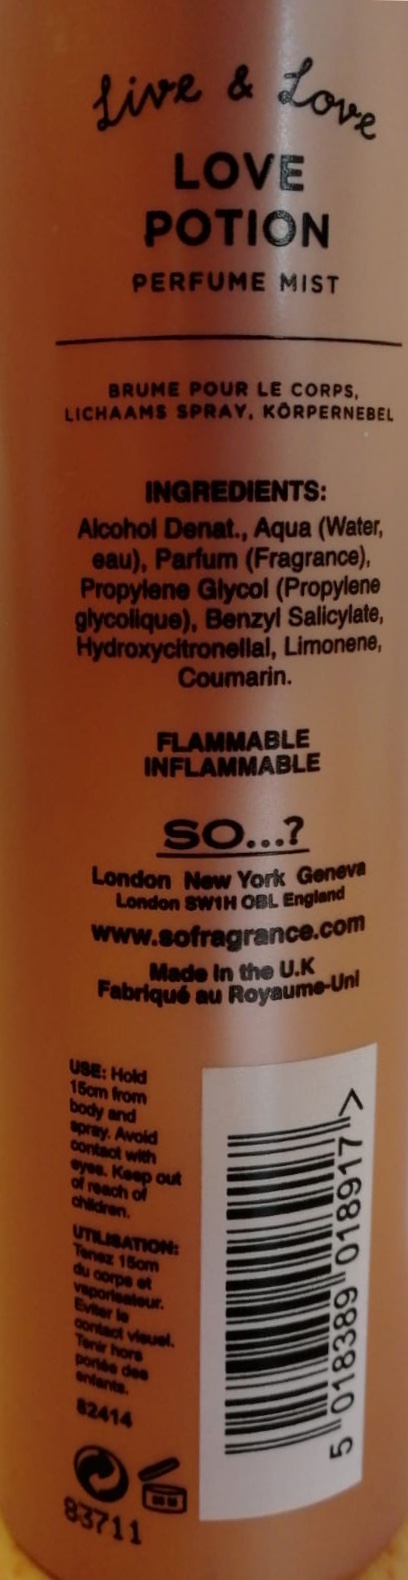 Live & Love
LOVE
POTION
PERFUME MIST
BRUME POUR LE CORPS,
LICHAAMS SPRAY, KÖRPERNEBEL
INGREDIENTS:
Alcohol Denat., Aqua (Water,
eau), Parfum (Fragrance),
Propylene Glycol (Propylene
glycolique), Benzyl Salicylate,
Hydroxycitronellal, Limonene,
Coumarin.
FLAMMABLE
INFLAMMABLE
SO...?
London New York Geneva
London SW1H OBL England
www.sofragrance.com
Made in the U.K
Fabriqué au Royaume-Uni
USE: Hold
15cm from
body and
spray. Avoid
contact with
eyes. Keep out
of reach of
children.
UTILISATION:
Tenez 15cm
du corps et
vaporisateur.
Eviter le
contact visuel.
Tenir hors
portée des
enfants.
82414
83711
5 018389 018917 >